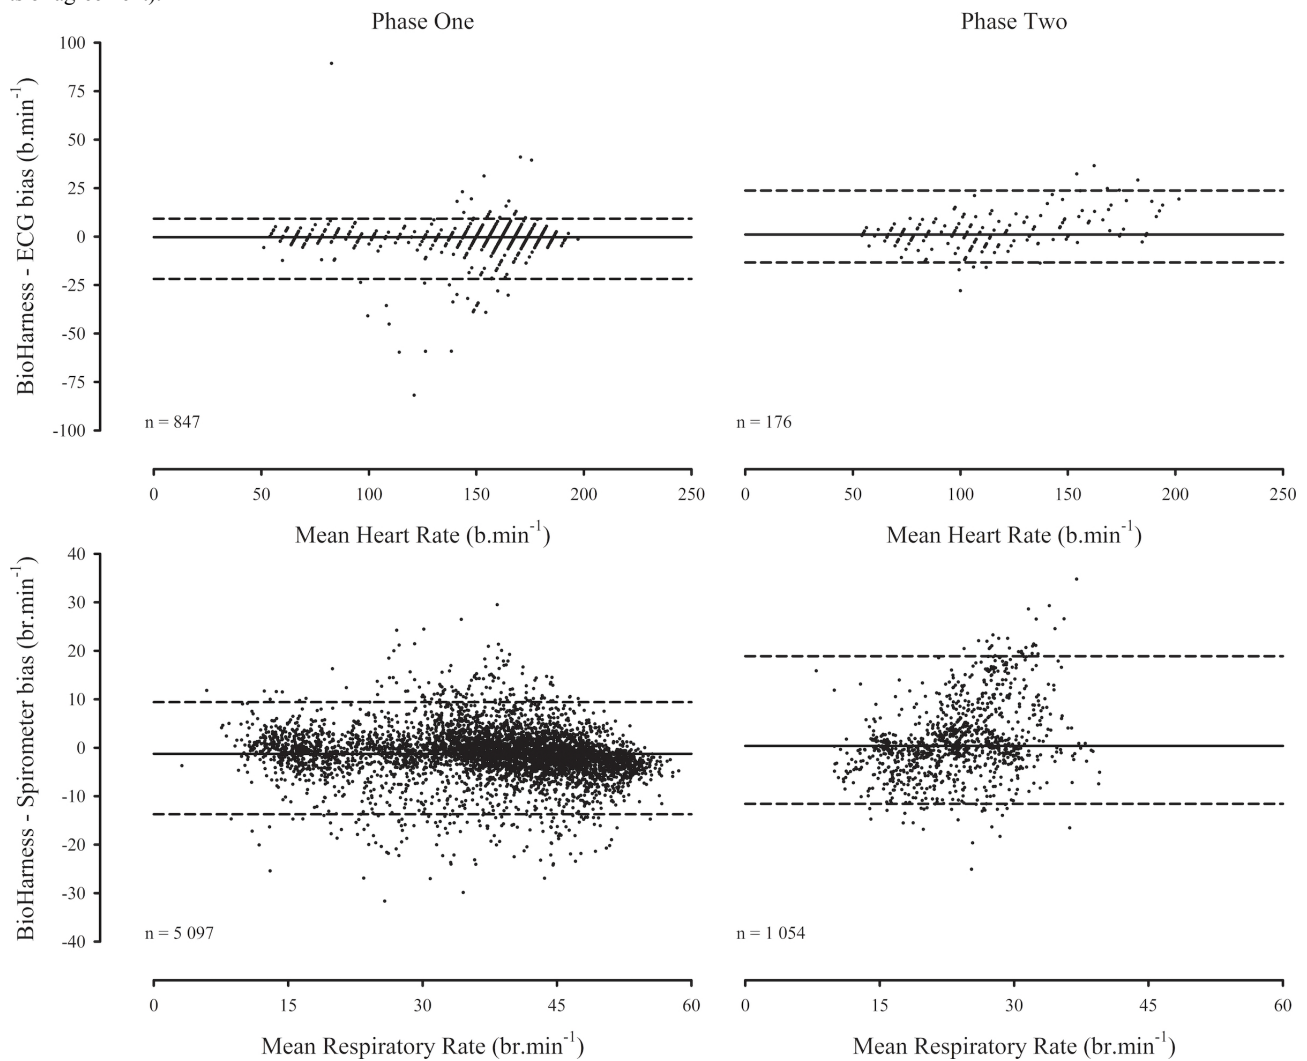 Phase One
Phase Two
BioHarness - ECG bias (b.min⁻¹)
100
75
50
25
0
-25
-50
-75
-100
n = 847
n = 176
0 50 100 150 200 250
0 50 100 150 200 250
Mean Heart Rate (b.min⁻¹)
Mean Heart Rate (b.min⁻¹)
BioHarness - Spirometer bias (br.min⁻¹)
40
30
20
10
0
-10
-20
-30
-40
n = 5 097
n = 1 054
0 15 30 45 60
0 15 30 45 60
Mean Respiratory Rate (br.min⁻¹)
Mean Respiratory Rate (br.min⁻¹)